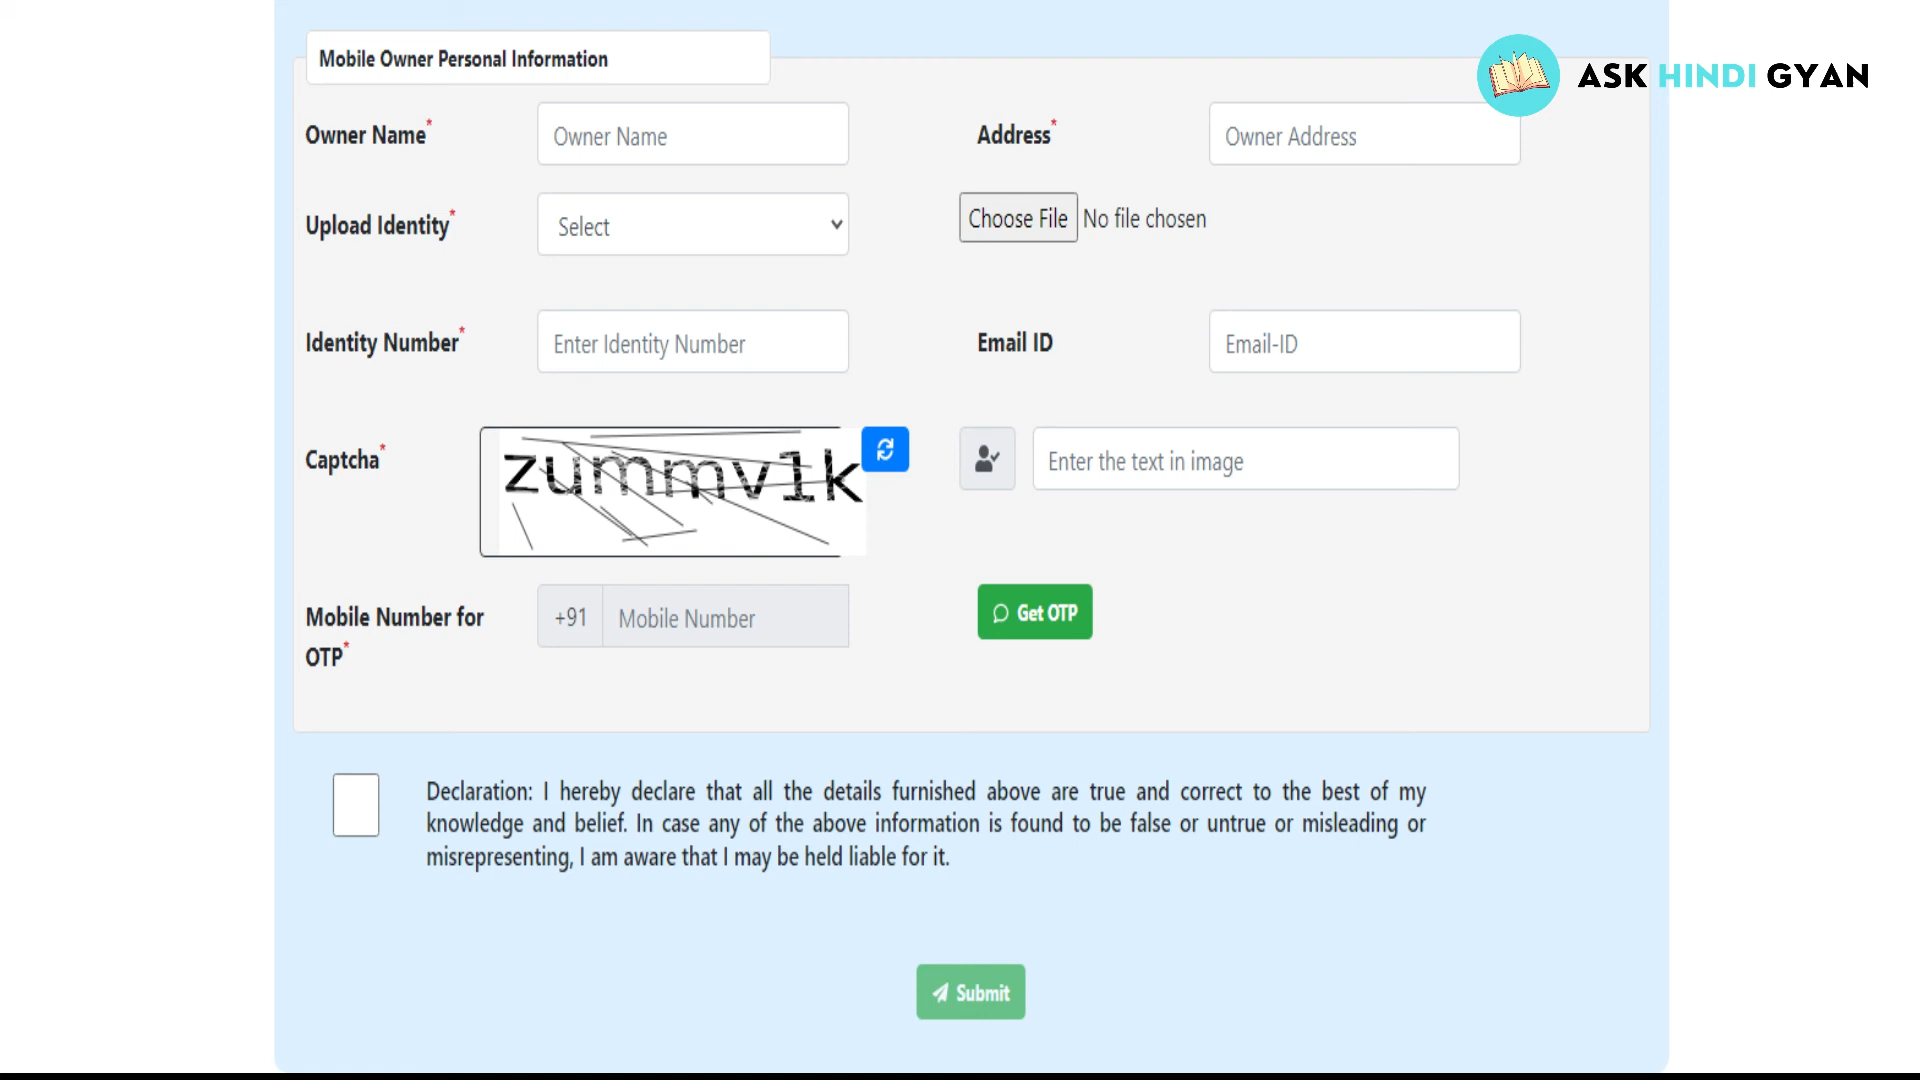 Mobile Owner Personal Information
ASK HINDI GYAN
Owner Name* Owner Name Address* Owner Address
Upload Identity* Select Choose File No file chosen
Identity Number* Enter Identity Number Email ID Email-ID
Captcha* zummv1k Enter the text in image
Mobile Number for +91 Mobile Number Get OTP
OTP*
Declaration: I hereby declare that all the details furnished above are true and correct to the best of my
knowledge and belief. In case any of the above information is found to be false or untrue or misleading or
misrepresenting, I am aware that I may be held liable for it.
Submit